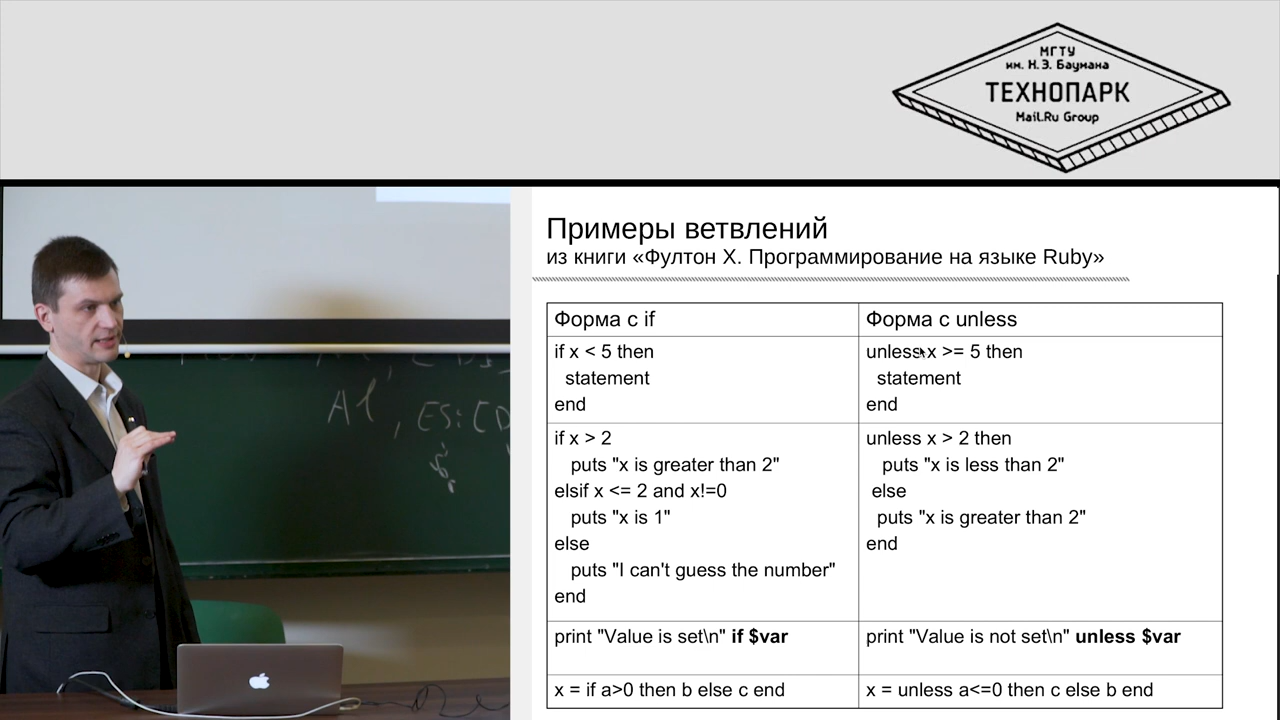 МГТУ
им. Н.Э. Баумана
ТЕХНОПАРК
Mail.Ru Group
Примеры ветвлений
из книги «Фултон Х. Программирование на языке Ruby»
Форма с if
Форма с unless
if x < 5 then
statement
end
unless x >= 5 then
statement
end
if x > 2
puts "x is greater than 2"
elsif x <= 2 and x!=0
puts "x is 1"
else
puts "I can't guess the number"
end
unless x > 2 then
puts "x is less than 2"
else
puts "x is greater than 2"
end
print "Value is set\n" if $var
print "Value is not set\n" unless $var
x = if a>0 then b else c end
x = unless a<=0 then c else b end